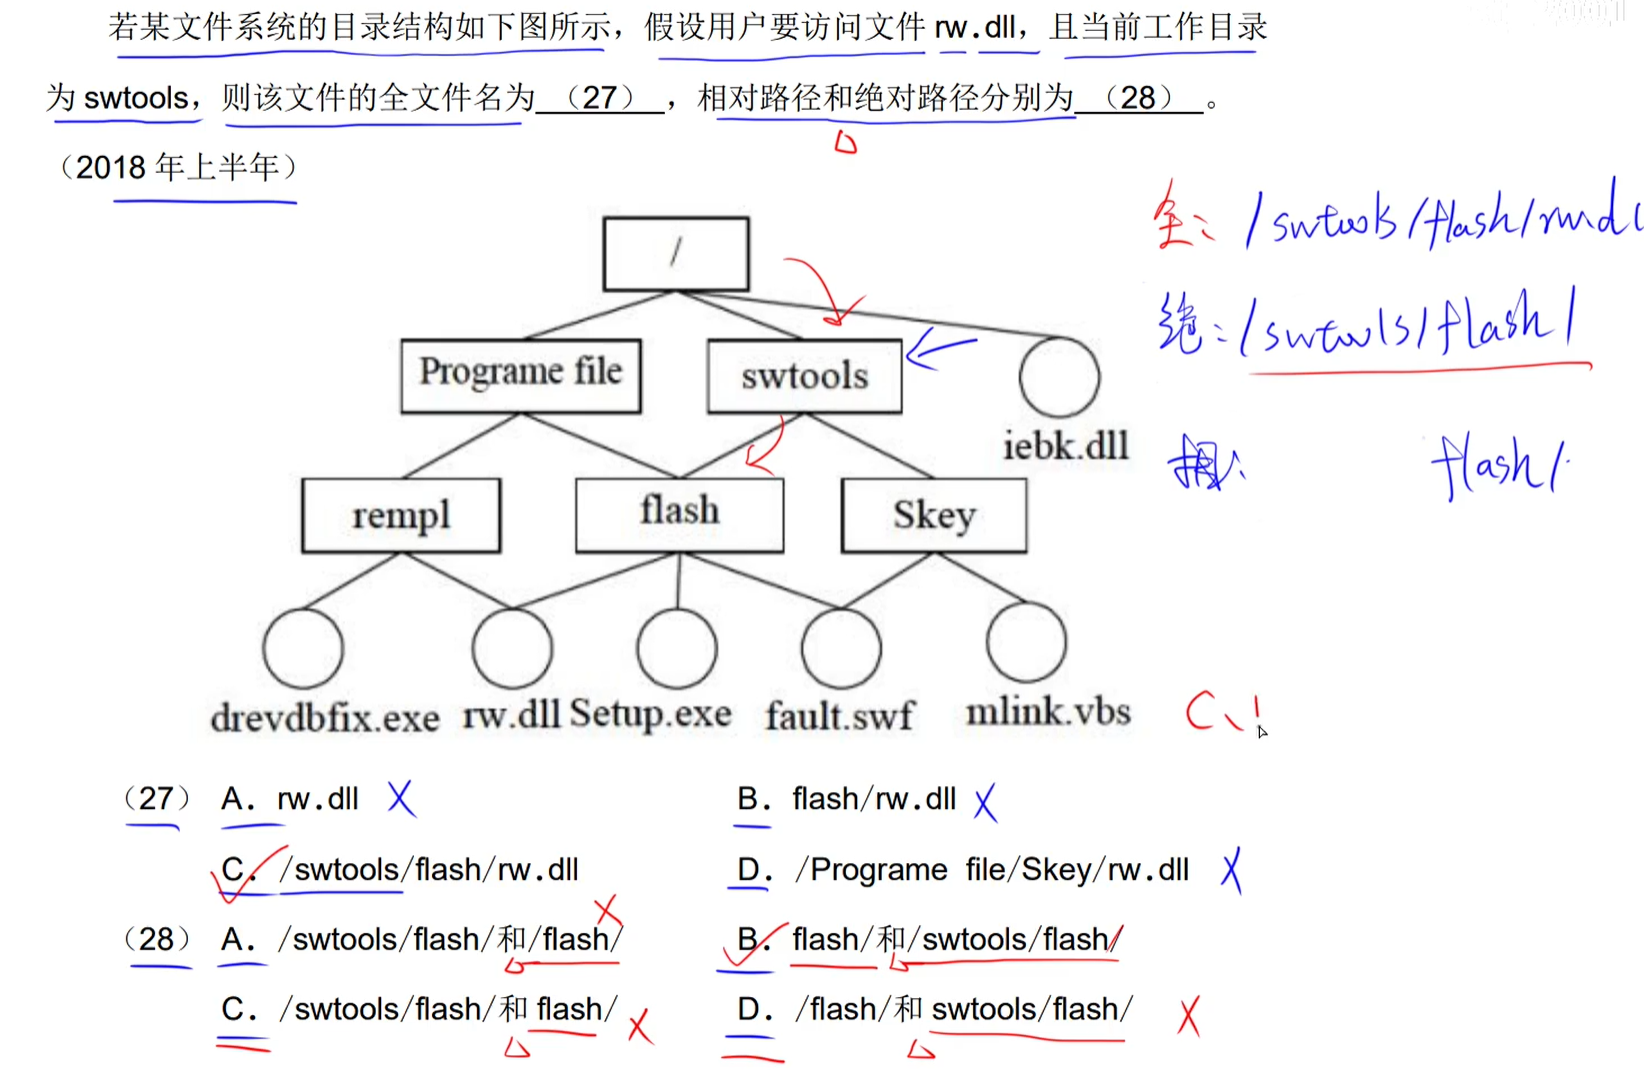 若某文件系统的目录结构如下图所示，假设用户要访问文件 rw.dll，且当前工作目录
为 swtools，则该文件的全文件名为 （27） ，相对路径和绝对路径分别为 （28） 。
（2018 年上半年）
全: /swtools/flash/rw.dl
/
绝: /swtools/flash/
Programe file
swtools
iebk.dll
相: flash/
rempl
flash
Skey
drevdbfix.exe
rw.dll
Setup.exe
fault.swf
mlink.vbs
C、
（27） A. rw.dll X B. flash/rw.dll X
C. /swtools/flash/rw.dll D. /Programe file/Skey/rw.dll X
（28） A. /swtools/flash/和/flash/ X B. flash/和/swtools/flash/
C. /swtools/flash/和 flash/ X D. /flash/和 swtools/flash/ X